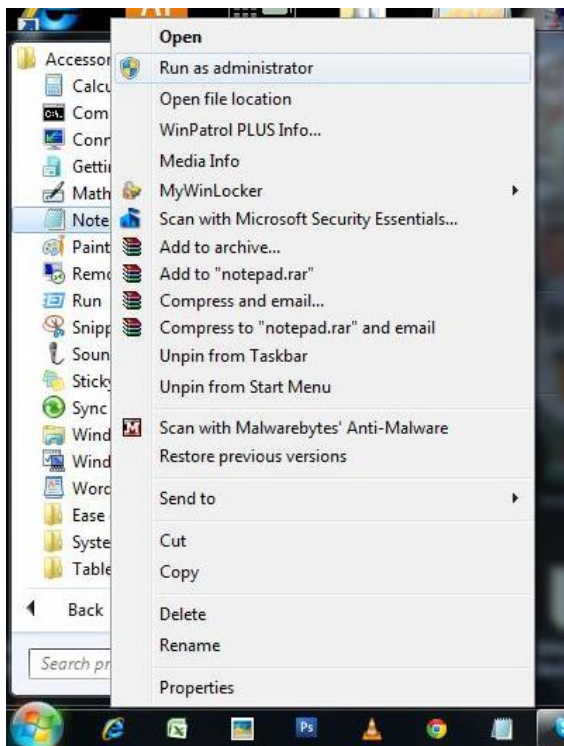 Open
Accessor
Run as administrator
Calcu
Open file location
Com
WinPatrol PLUS Info...
Conn
Media Info
Gettin
MyWinLocker
Math
Scan with Microsoft Security Essentials...
Note
Add to archive...
Paint
Add to "notepad.rar"
Remo
Compress and email...
Run
Compress to "notepad.rar" and email
Snipp
Unpin from Taskbar
Soun
Unpin from Start Menu
Sticky
Sync
Scan with Malwarebytes' Anti-Malware
Wind
Restore previous versions
Wind
Word
Send to
Ease
Syste
Cut
Table
Copy
Back
Delete
Rename
Search pr
Properties
Ps